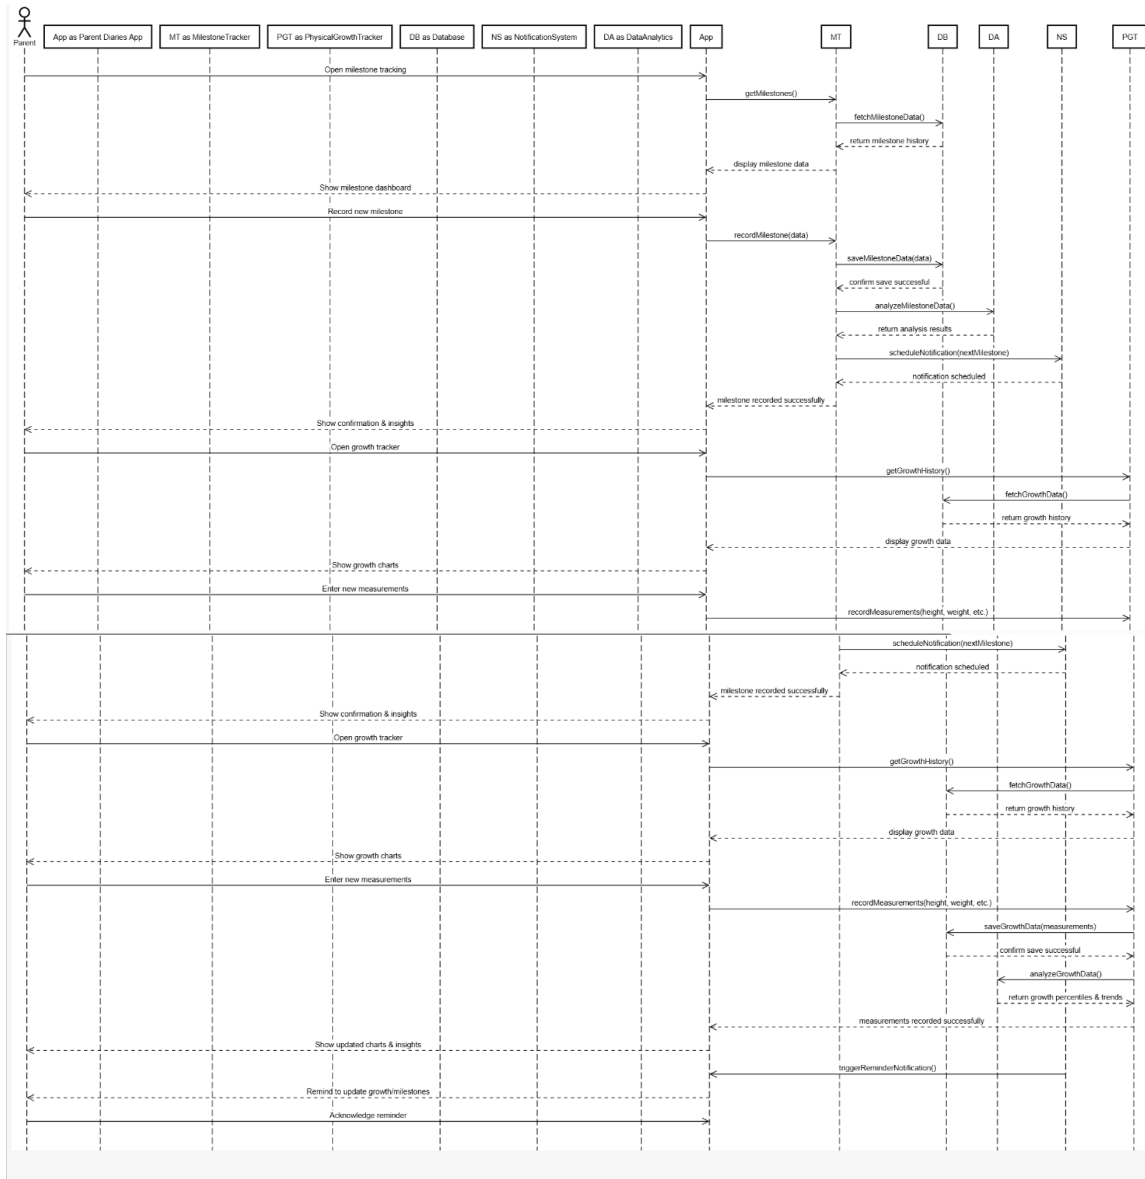 Parent
App as Parent Diaries App
MT as MilestoneTracker
PGT as PhysicalGrowthTracker
DB as Database
NS as NotificationSystem
DA as DataAnalytics
App
MT
DB
DA
NS
PGT
Open milestone tracking
getMilestones()
fetchMilestoneData()
return milestone history
display milestone data
Show milestone dashboard
Record new milestone
recordMilestone(data)
saveMilestoneData(data)
confirm save successful
analyzeMilestoneData()
return analysis results
scheduleNotification(nextMilestone)
notification scheduled
milestone recorded successfully
Show confirmation & insights
Open growth tracker
getGrowthHistory()
fetchGrowthData()
return growth history
display growth data
Show growth charts
Enter new measurements
recordMeasurements(height, weight, etc.)
scheduleNotification(nextMilestone)
notification scheduled
milestone recorded successfully
Show confirmation & insights
Open growth tracker
getGrowthHistory()
fetchGrowthData()
return growth history
display growth data
Show growth charts
Enter new measurements
recordMeasurements(height, weight, etc.)
saveGrowthData(measurements)
confirm save successful
analyzeGrowthData()
return growth percentiles & trends
measurements recorded successfully
Show updated charts & insights
triggerReminderNotification()
Remind to update growth/milestones
Acknowledge reminder